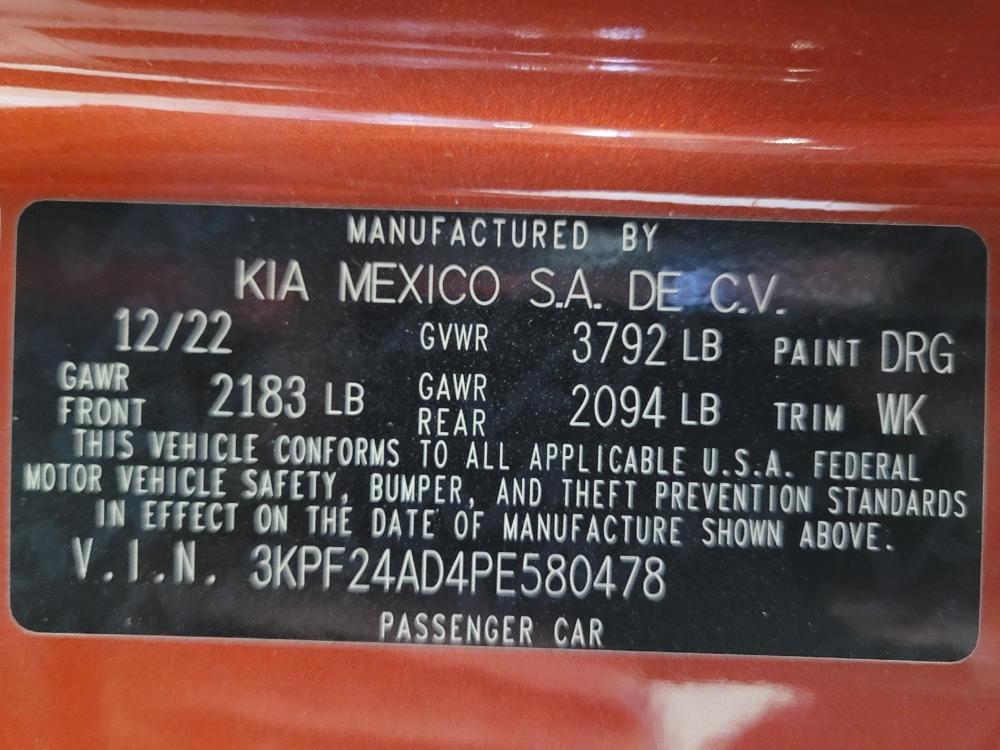 MANUFACTURED BY
KIA MEXICO S.A. DE C.V.
12/22 GVWR 3792 LB PAINT DRG
GAWR FRONT 2183 LB GAWR REAR 2094 LB TRIM WK
THIS VEHICLE CONFORMS TO ALL APPLICABLE U.S.A. FEDERAL
MOTOR VEHICLE SAFETY, BUMPER, AND THEFT PREVENTION STANDARDS
IN EFFECT ON THE DATE OF MANUFACTURE SHOWN ABOVE.
V.I.N. 3KPF24AD4PE580478
PASSENGER CAR